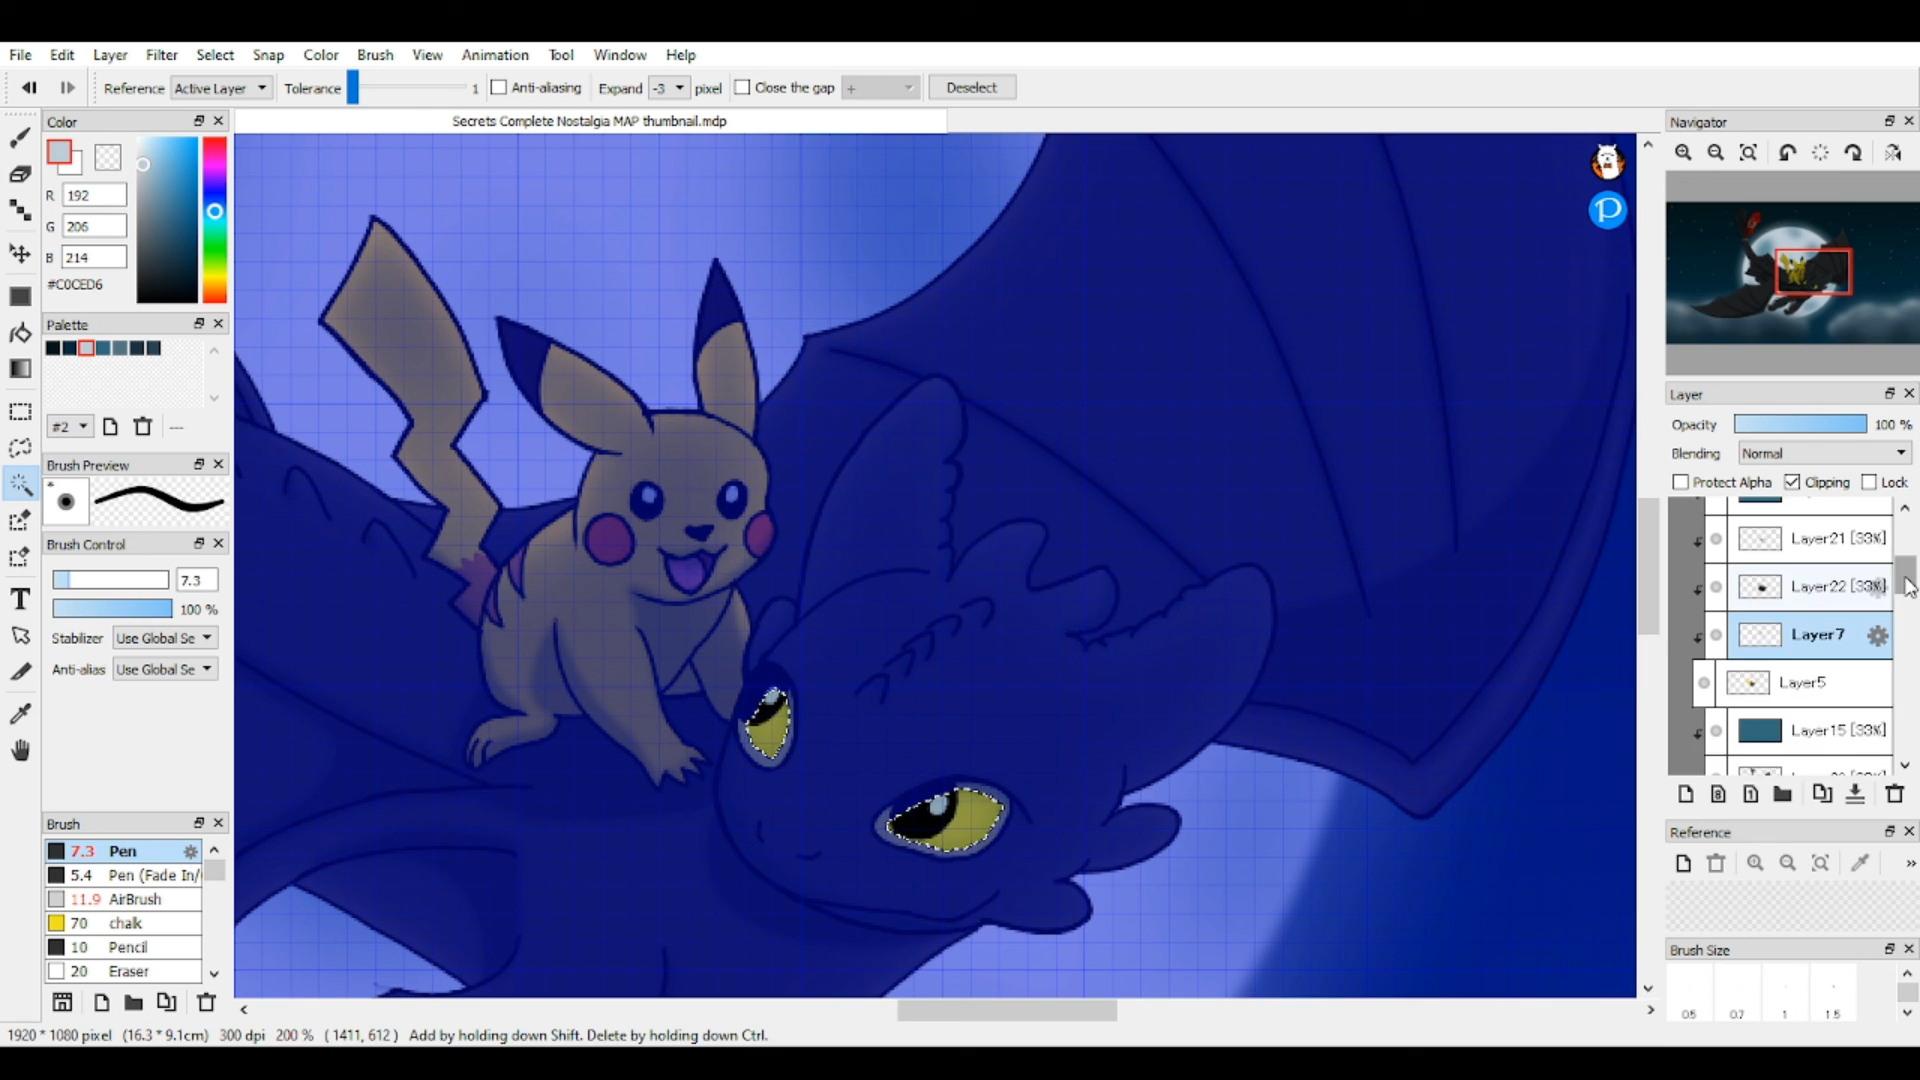 File Edit Layer Filter Select Snap Color Brush View Animation Tool Window Help
Reference Active Layer Tolerance 1 Anti-aliasing Expand -3 pixel Close the gap + Deselect
Color
Secrets Complete Nostalgia MAP thumbnail.mdp
Navigator
R 192
G 206
B 214
#C0CED6
Palette
#2 ---
Brush Preview
*
Brush Control
7.3
100 %
Stabilizer Use Global Se
Anti-alias Use Global Se
Brush
7.3 Pen
5.4 Pen (Fade In/
11.9 AirBrush
70 chalk
10 Pencil
20 Eraser
P
Layer
Opacity 100 %
Blending Normal
Protect Alpha Clipping Lock
Layer21 [33%]
Layer22 [33%]
Layer7
Layer5
Layer15 [33%]
8
1
Reference
»
Brush Size
0.5 0.7 1 1.5
1920 * 1080 pixel (16.3 * 9.1cm) 300 dpi 200 % ( 1411, 612 ) Add by holding down Shift. Delete by holding down Ctrl.